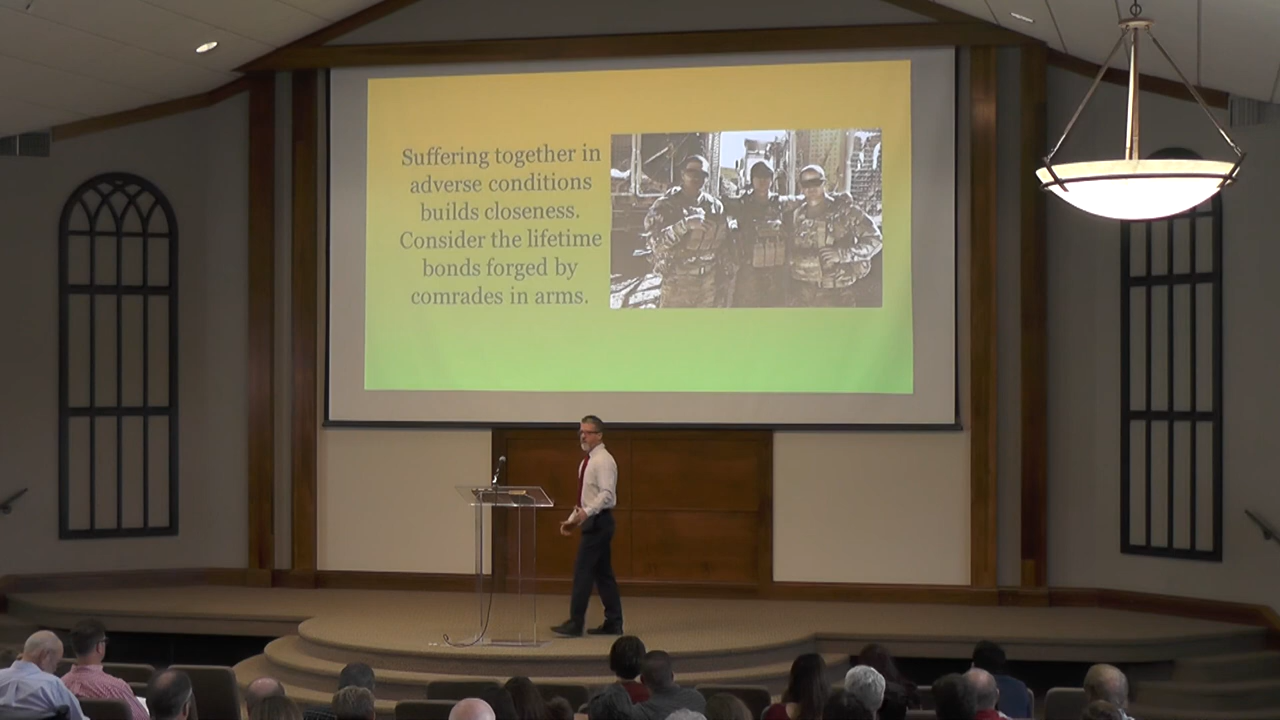 Suffering together in
adverse conditions
builds closeness.
Consider the lifetime
bonds forged by
comrades in arms.